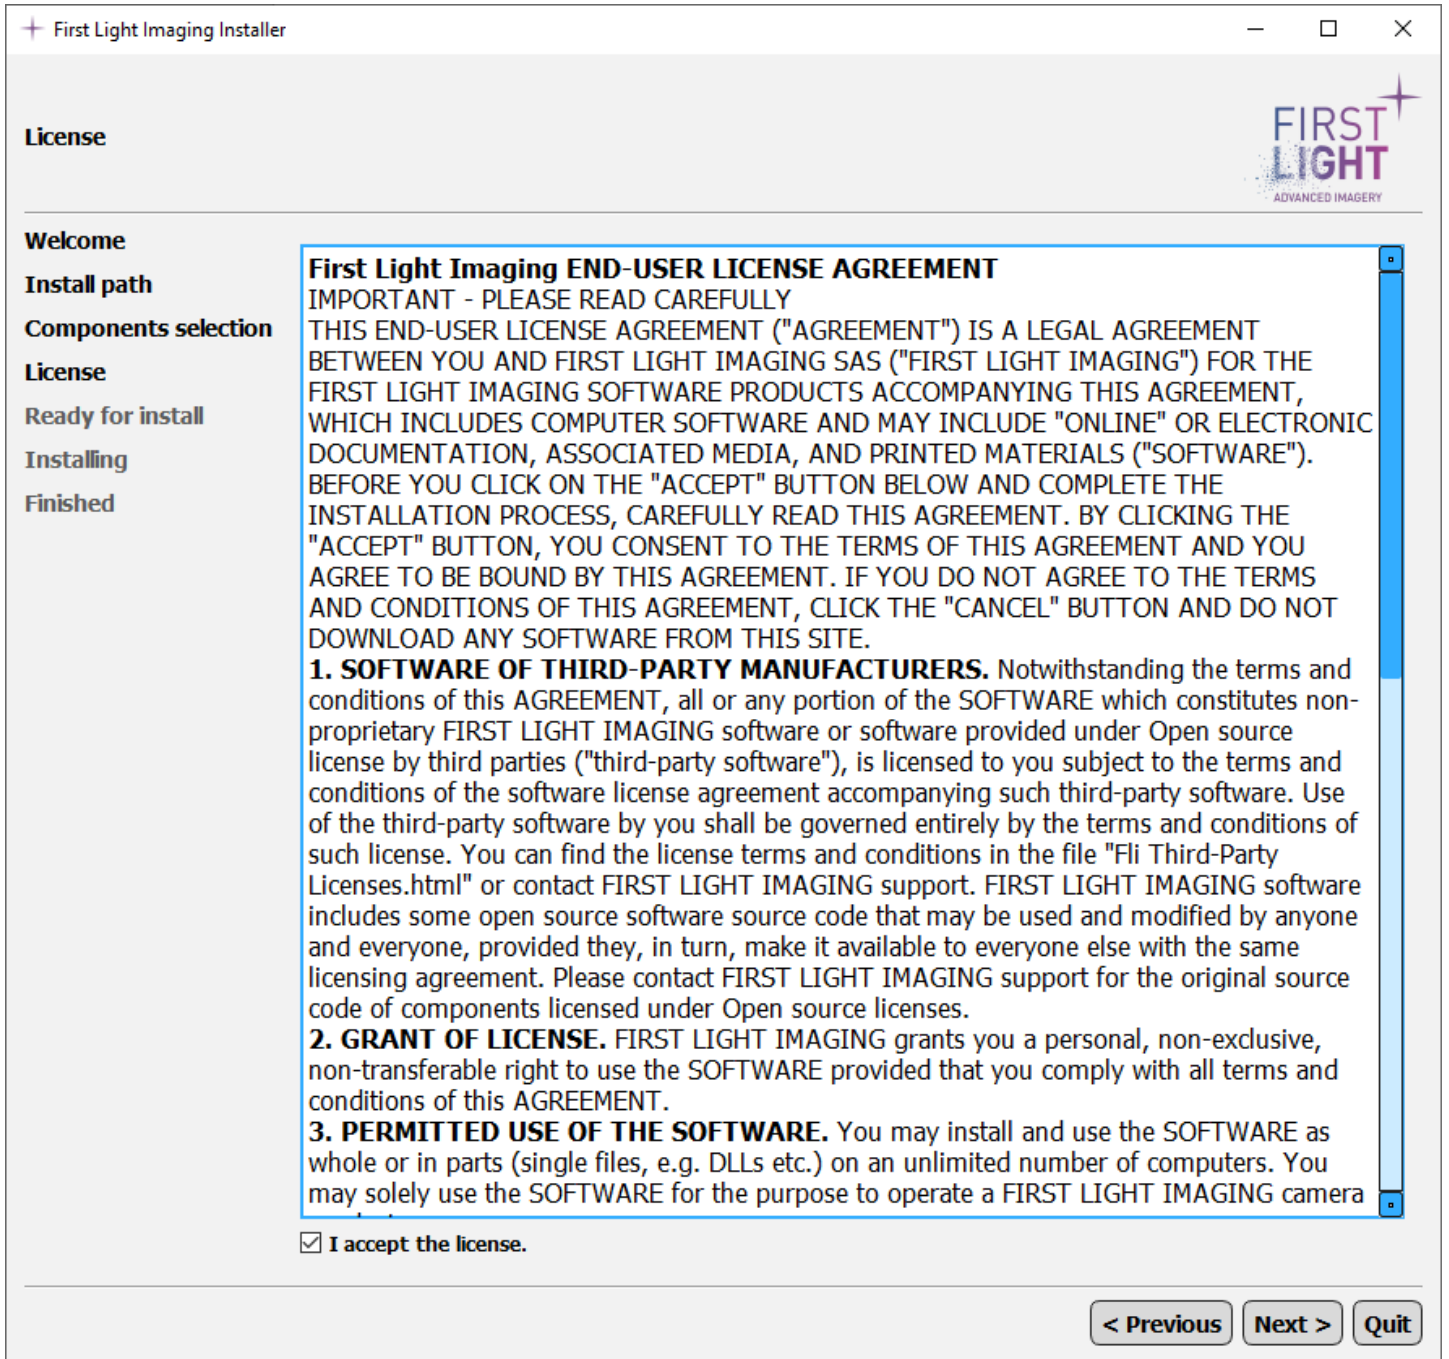 First Light Imaging Installer
License
FIRST
LIGHT
ADVANCED IMAGERY
Welcome
Install path
Components selection
License
Ready for install
Installing
Finished
First Light Imaging END-USER LICENSE AGREEMENT
IMPORTANT - PLEASE READ CAREFULLY
THIS END-USER LICENSE AGREEMENT ("AGREEMENT") IS A LEGAL AGREEMENT
BETWEEN YOU AND FIRST LIGHT IMAGING SAS ("FIRST LIGHT IMAGING") FOR THE
FIRST LIGHT IMAGING SOFTWARE PRODUCTS ACCOMPANYING THIS AGREEMENT,
WHICH INCLUDES COMPUTER SOFTWARE AND MAY INCLUDE "ONLINE" OR ELECTRONIC
DOCUMENTATION, ASSOCIATED MEDIA, AND PRINTED MATERIALS ("SOFTWARE").
BEFORE YOU CLICK ON THE "ACCEPT" BUTTON BELOW AND COMPLETE THE
INSTALLATION PROCESS, CAREFULLY READ THIS AGREEMENT. BY CLICKING THE
"ACCEPT" BUTTON, YOU CONSENT TO THE TERMS OF THIS AGREEMENT AND YOU
AGREE TO BE BOUND BY THIS AGREEMENT. IF YOU DO NOT AGREE TO THE TERMS
AND CONDITIONS OF THIS AGREEMENT, CLICK THE "CANCEL" BUTTON AND DO NOT
DOWNLOAD ANY SOFTWARE FROM THIS SITE.
1. SOFTWARE OF THIRD-PARTY MANUFACTURERS. Notwithstanding the terms and
conditions of this AGREEMENT, all or any portion of the SOFTWARE which constitutes non-
proprietary FIRST LIGHT IMAGING software or software provided under Open source
license by third parties ("third-party software"), is licensed to you subject to the terms and
conditions of the software license agreement accompanying such third-party software. Use
of the third-party software by you shall be governed entirely by the terms and conditions of
such license. You can find the license terms and conditions in the file "Fli Third-Party
Licenses.html" or contact FIRST LIGHT IMAGING support. FIRST LIGHT IMAGING software
includes some open source software source code that may be used and modified by anyone
and everyone, provided they, in turn, make it available to everyone else with the same
licensing agreement. Please contact FIRST LIGHT IMAGING support for the original source
code of components licensed under Open source licenses.
2. GRANT OF LICENSE. FIRST LIGHT IMAGING grants you a personal, non-exclusive,
non-transferable right to use the SOFTWARE provided that you comply with all terms and
conditions of this AGREEMENT.
3. PERMITTED USE OF THE SOFTWARE. You may install and use the SOFTWARE as
whole or in parts (single files, e.g. DLLs etc.) on an unlimited number of computers. You
may solely use the SOFTWARE for the purpose to operate a FIRST LIGHT IMAGING camera
I accept the license.
< Previous
Next >
Quit